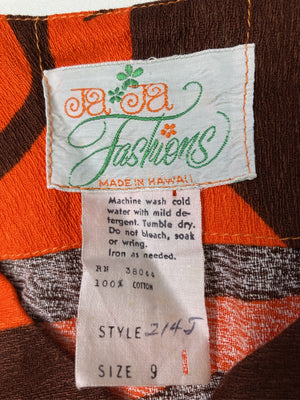 Ja-Ja
Fashions
MADE IN HAWAII
Machine wash cold
water with mild de-
tergent. Tumble dry.
Do not bleach, soak
or wring.
Iron as needed.
RN 38044
100% COTTON
STYLE 214J
SIZE 9